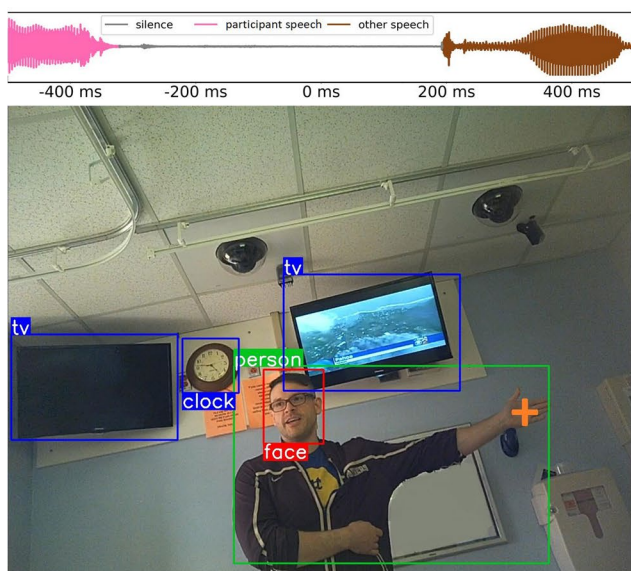 silence participant speech other speech
-400 ms -200 ms 0 ms 200 ms 400 ms
tv
tv
person
clock
face